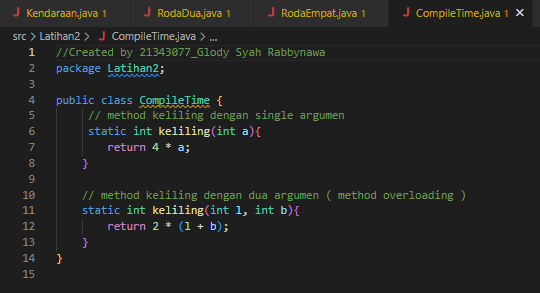 Kendaraan.java 1 RodaDua.java 1 RodaEmpat.java 1 CompileTime.java 1 ×
src > Latihan2 > J CompileTime.java > ...
1 //Created by 21343077_Glody Syah Rabbynawa
2 package Latihan2;
3
4 public class CompileTime {
5 // method keliling dengan single argumen
6 static int keliling(int a){
7 return 4 * a;
8 }
9
10 // method keliling dengan dua argumen ( method overloading )
11 static int keliling(int l, int b){
12 return 2 * (l + b);
13 }
14 }
15